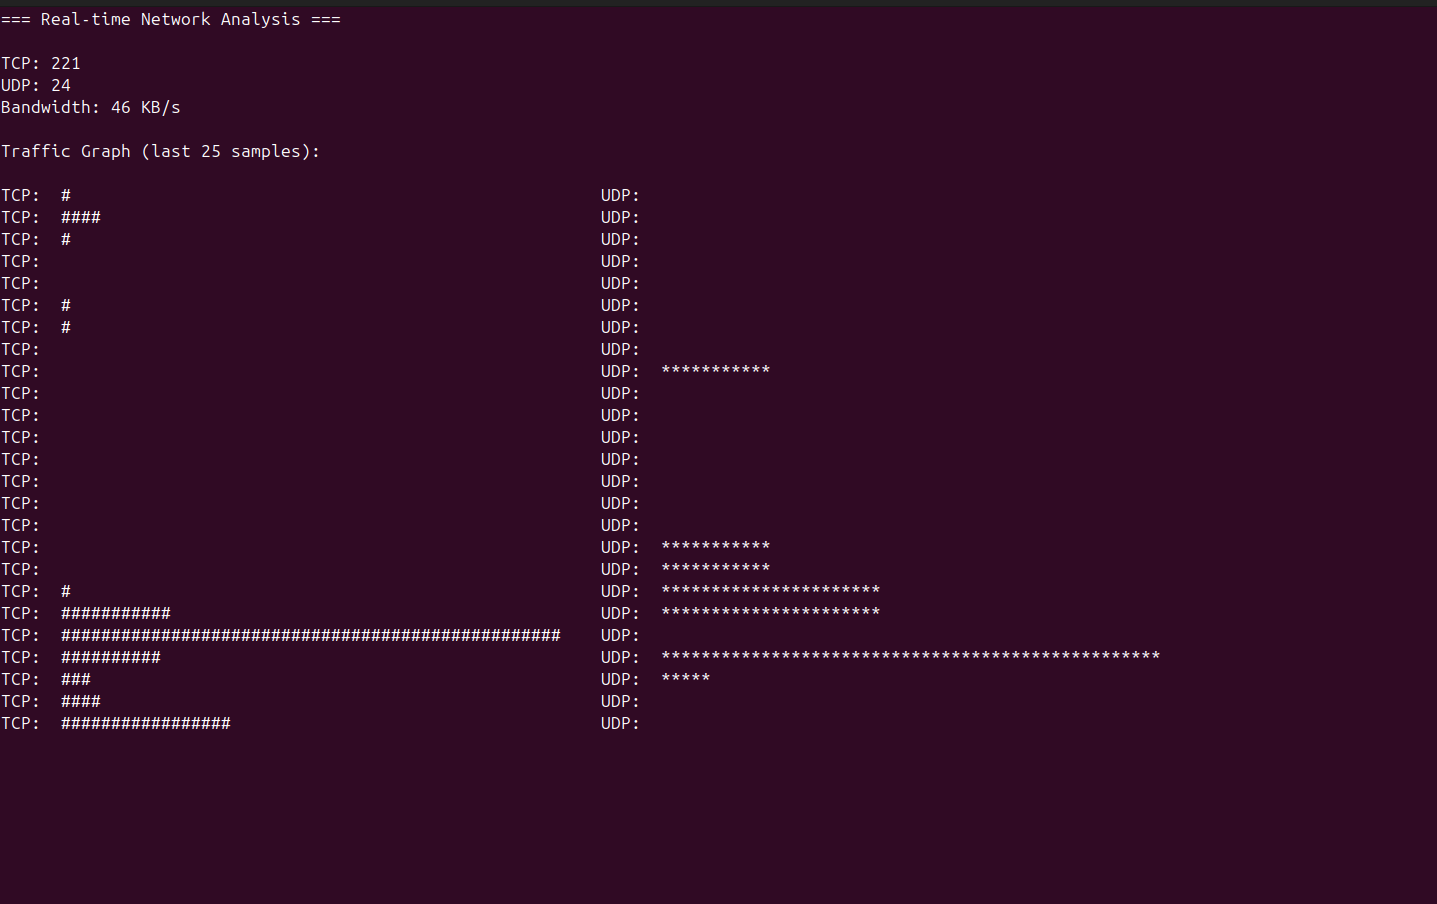 === Real-time Network Analysis ===
TCP: 221
UDP: 24
Bandwidth: 46 KB/s
Traffic Graph (last 25 samples):
TCP:  #                                                     UDP:
TCP:  ####                                                  UDP:
TCP:  #                                                     UDP:
TCP:                                                        UDP:
TCP:                                                        UDP:
TCP:  #                                                     UDP:
TCP:  #                                                     UDP:
TCP:                                                        UDP:
TCP:                                                        UDP:  ***********
TCP:                                                        UDP:
TCP:                                                        UDP:
TCP:                                                        UDP:
TCP:                                                        UDP:
TCP:                                                        UDP:
TCP:                                                        UDP:
TCP:                                                        UDP:
TCP:                                                        UDP:  ***********
TCP:                                                        UDP:  ***********
TCP:  #                                                     UDP:  **********************
TCP:  ###########                                           UDP:  **********************
TCP:  ##################################################    UDP:
TCP:  ##########                                            UDP:  **************************************************
TCP:  ###                                                   UDP:  *****
TCP:  ####                                                  UDP:
TCP:  #################                                     UDP: